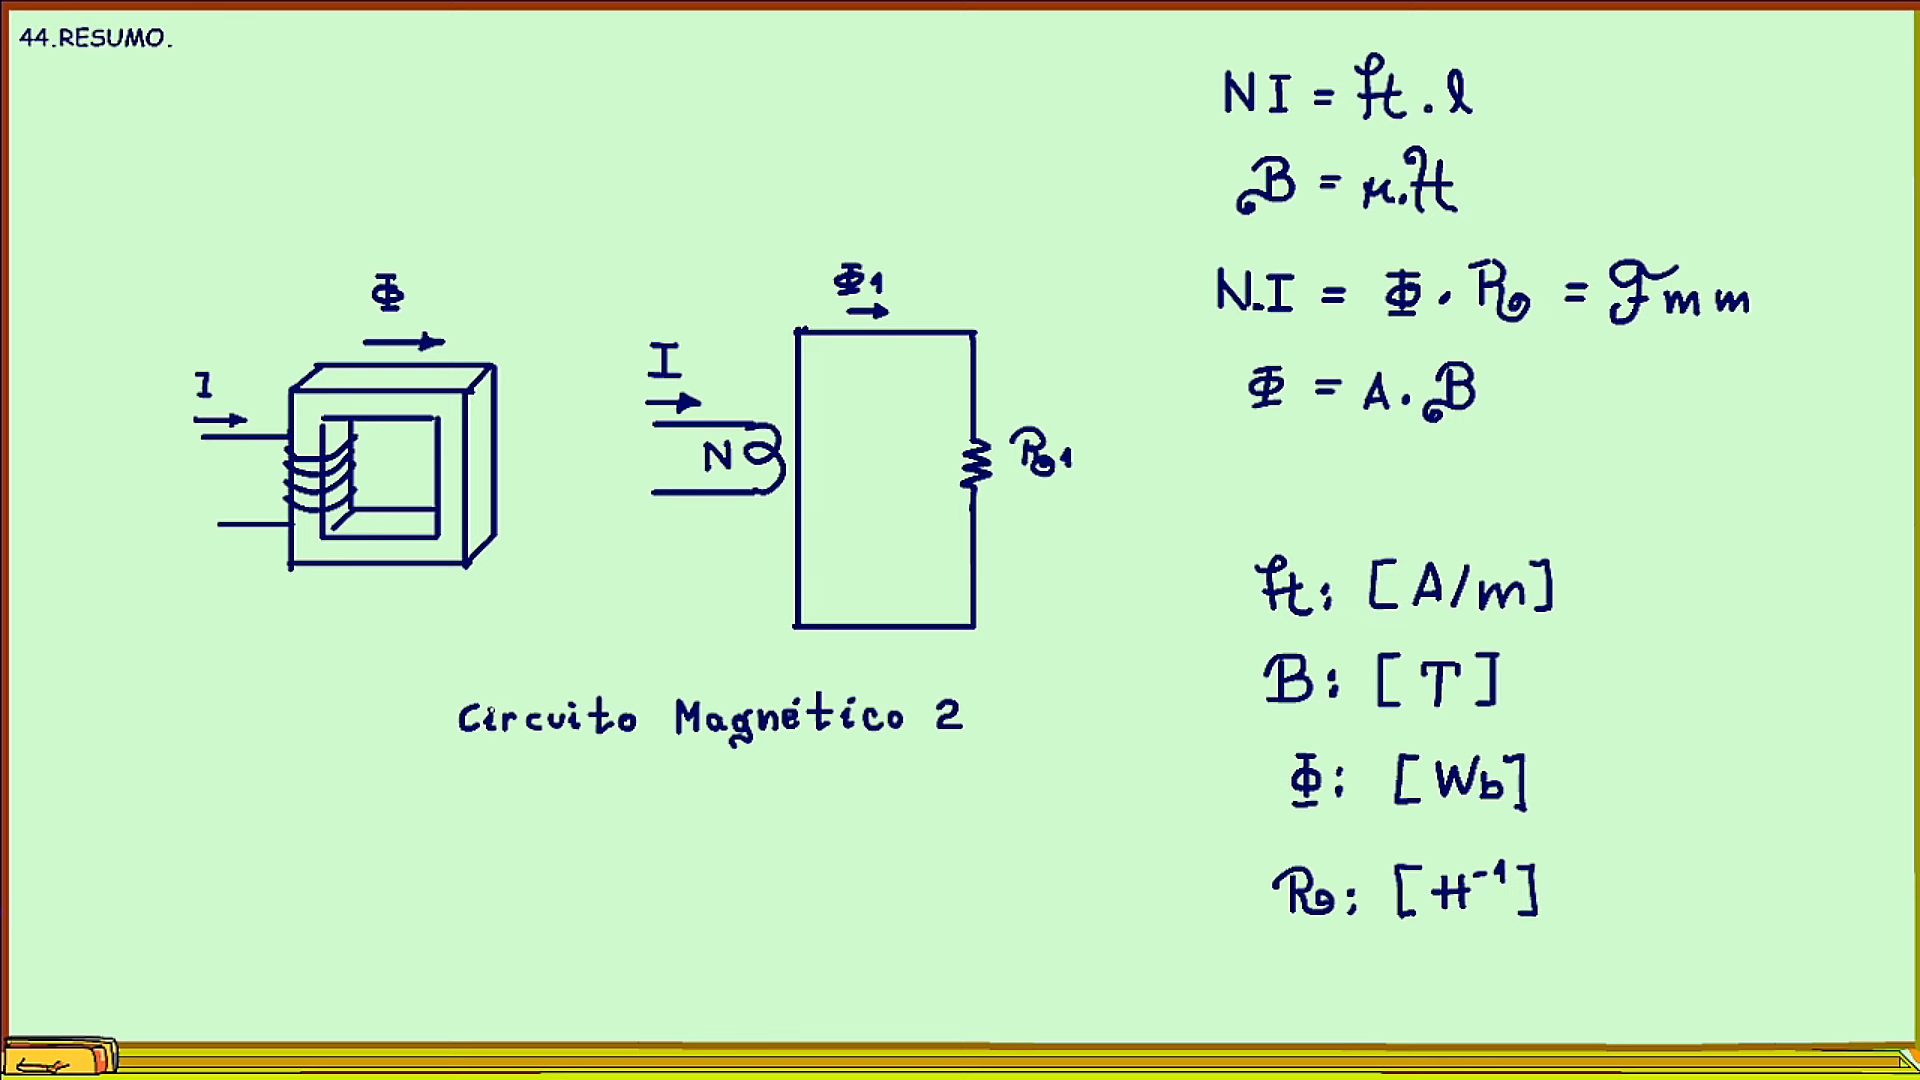 44.RESUMO.
Φ
I
Φ1
I
N
R1
Circuito Magnético 2
NI = H . l
B = μ.H
N.I = Φ . R = Fmm
Φ = A . B
H: [A/m]
B: [T]
Φ: [Wb]
R: [H⁻¹]